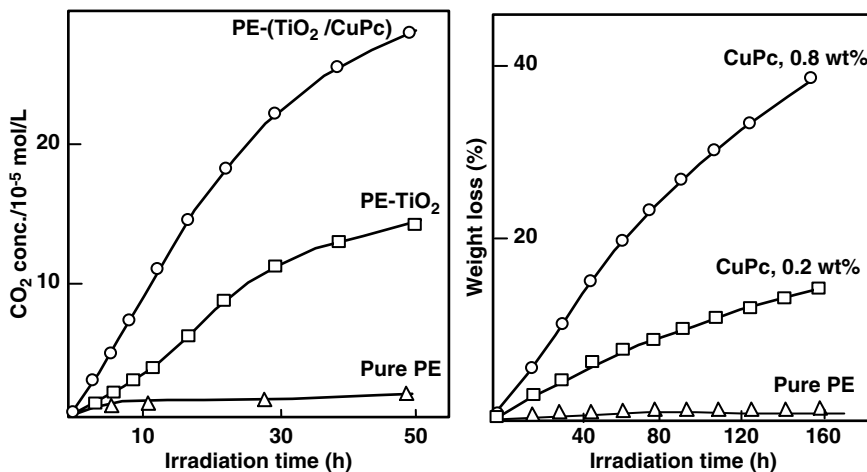 PE-(TiO₂ /CuPc)
20
10
PE-TiO₂
Pure PE
10
30
50
Irradiation time (h)
CO₂ conc./10⁻⁵ mol/L
40
20
CuPc, 0.8 wt%
CuPc, 0.2 wt%
Pure PE
40
80
120
160
Irradiation time (h)
Weight loss (%)